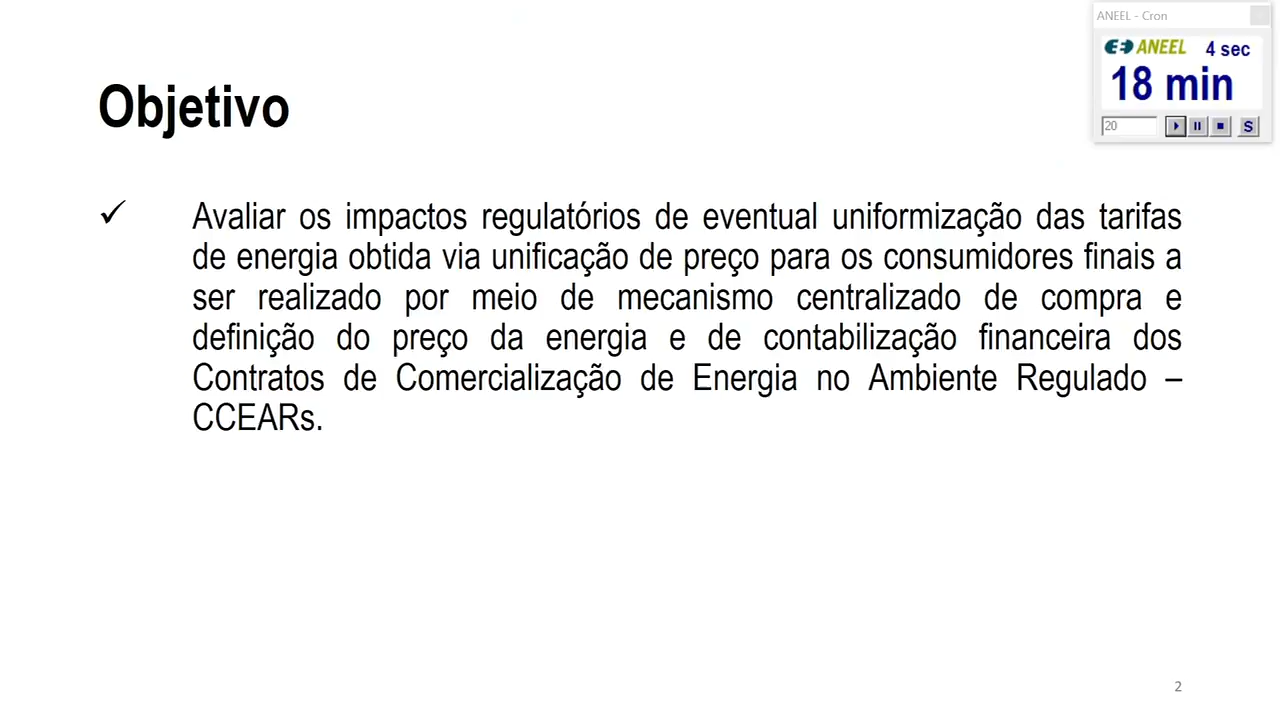 ANEEL - Cron
ANEEL 4 sec
18 min
20
S
Objetivo
✓ Avaliar os impactos regulatórios de eventual uniformização das tarifas
de energia obtida via unificação de preço para os consumidores finais a
ser realizado por meio de mecanismo centralizado de compra e
definição do preço da energia e de contabilização financeira dos
Contratos de Comercialização de Energia no Ambiente Regulado –
CCEARs.
2